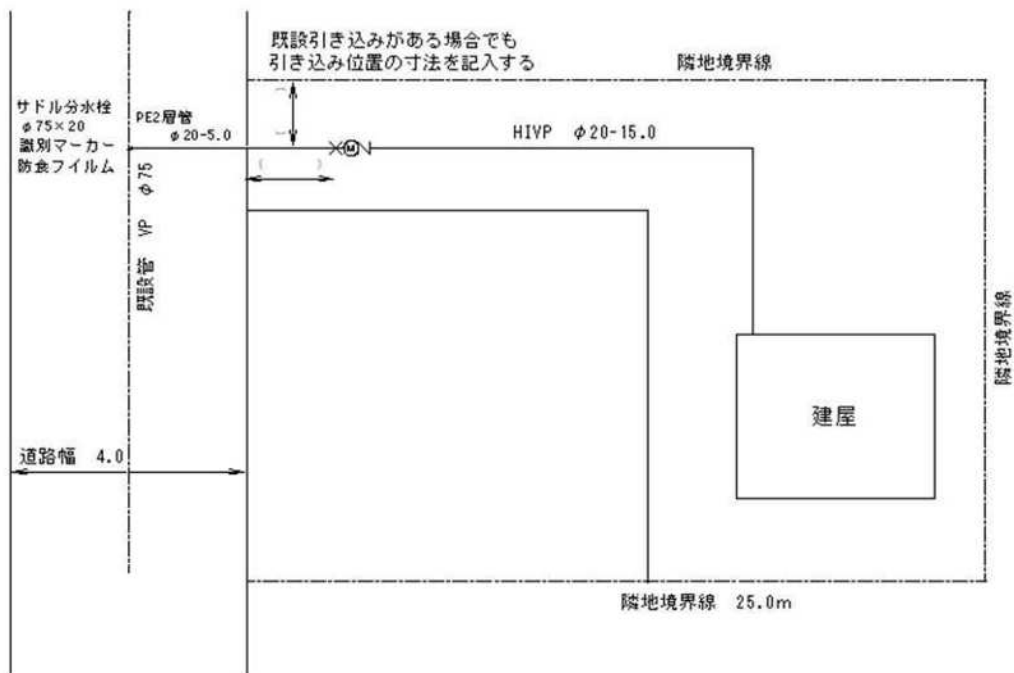 既設引き込みがある場合でも
引き込み位置の寸法を記入する
隣地境界線
サドル分水栓
φ75×20
識別マーカー
防食フイルム
PE2層管
φ20-5.0
( )
M
HIVP φ20-15.0
( )
既設管 VP φ75
隣地境界線
建屋
道路幅 4.0
隣地境界線 25.0m